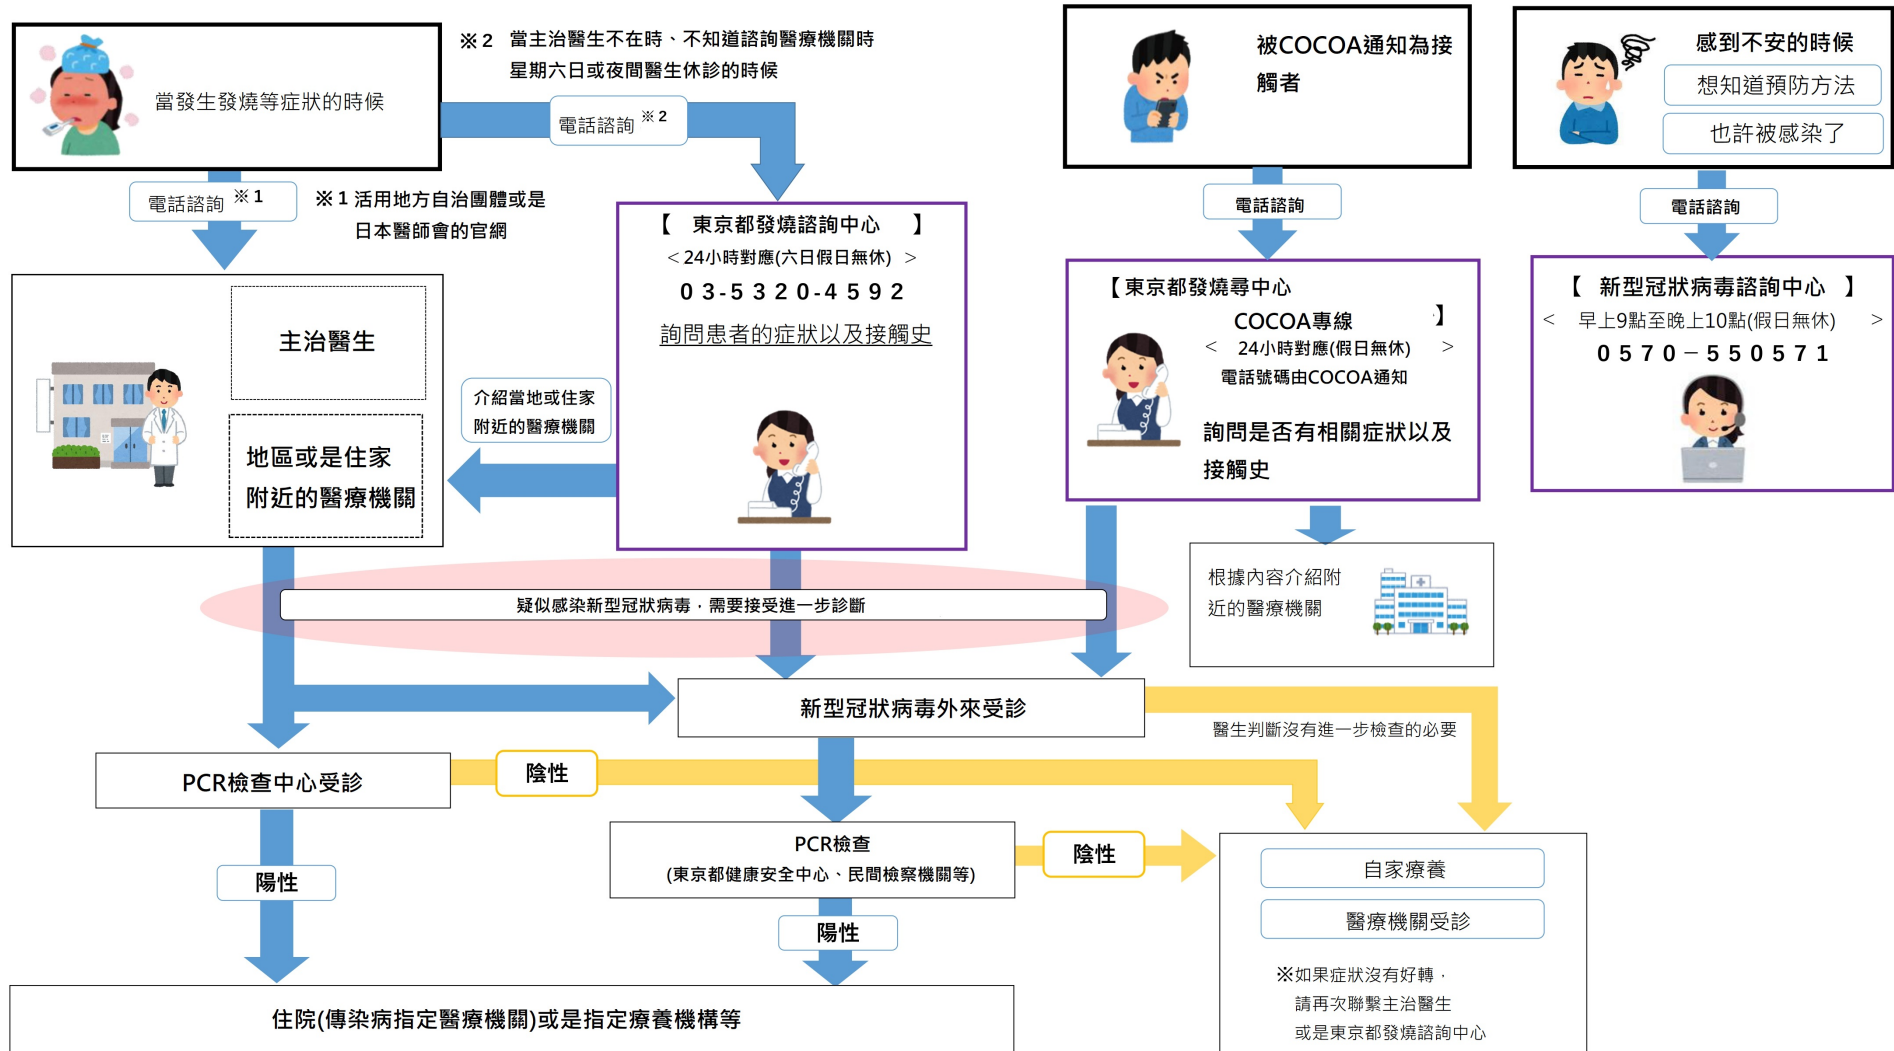 當發生發燒等症狀的時候
※2 當主治醫生不在時、不知道諮詢醫療機關時
星期六日或夜間醫生休診的時候
電話諮詢 ※2
被COCOA通知為接
觸者
感到不安的時候
想知道預防方法
也許被感染了
電話諮詢 ※1
※1 活用地方自治團體或是
日本醫師會的官網
電話諮詢
電話諮詢
【 東京都發燒諮詢中心 】
<24小時對應(六日假日無休) >
03-5320-4592
詢問患者的症狀以及接觸史
【東京都發燒尋中心
COCOA專線 】
< 24小時對應(假日無休) >
電話號碼由COCOA通知
詢問是否有相關症狀以及
接觸史
【 新型冠狀病毒諮詢中心 】
< 早上9點至晚上10點(假日無休) >
0570－550571
主治醫生
地區或是住家
附近的醫療機關
介紹當地或住家
附近的醫療機關
根據內容介紹附
近的醫療機關
疑似感染新型冠狀病毒，需要接受進一步診斷
新型冠狀病毒外來受診
醫生判斷沒有進一步檢查的必要
PCR檢查中心受診
陰性
PCR檢查
(東京都健康安全中心、民間檢察機關等)
陰性
陽性
陽性
自家療養
醫療機關受診
※如果症狀沒有好轉，
請再次聯繫主治醫生
或是東京都發燒諮詢中心
住院(傳染病指定醫療機關)或是指定療養機構等